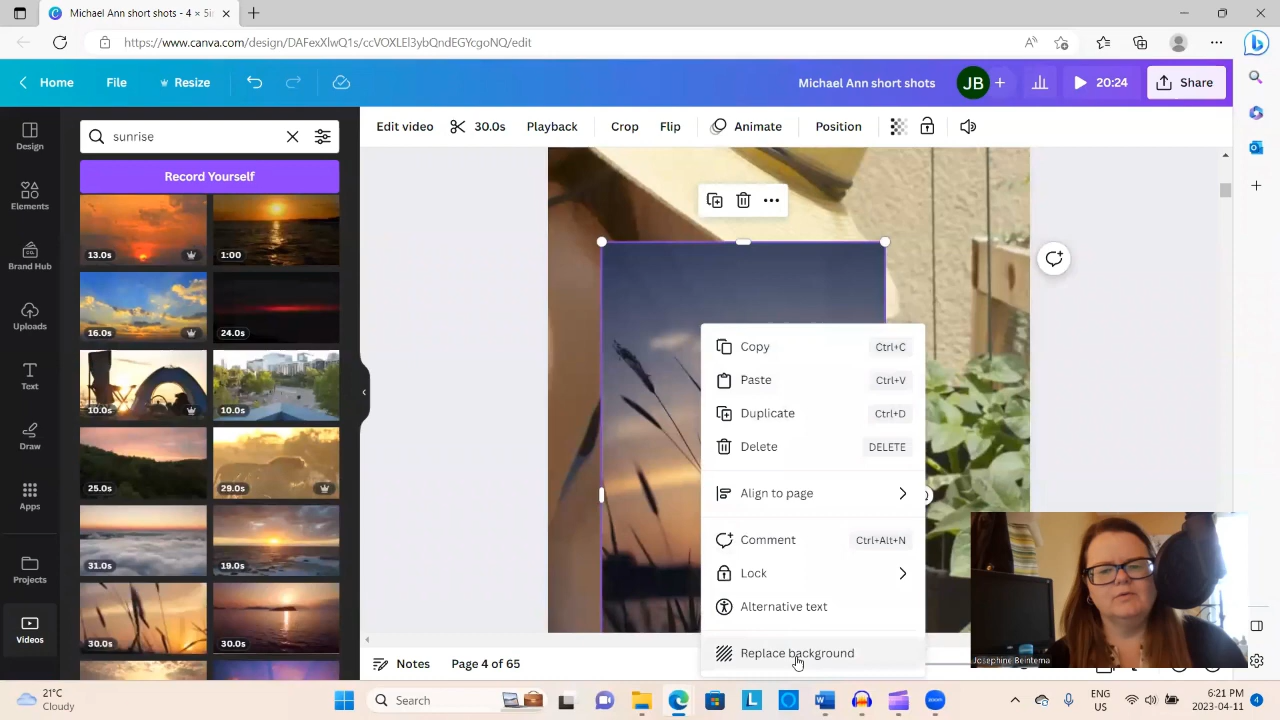 Michael Ann short shots - 4 × 5i
https://www.canva.com/design/DAFexXlwQ1s/ccVOXLEl3ybQndEGYcgoNQ/edit
Home
File
Resize
Michael Ann short shots
JB
20:24
Share
Design
Elements
Brand Hub
Uploads
Text
Draw
Apps
Projects
Videos
sunrise
Record Yourself
13.0s
1:00
16.0s
24.0s
10.0s
10.0s
25.0s
29.0s
31.0s
19.0s
30.0s
30.0s
Edit video
30.0s
Playback
Crop
Flip
Animate
Position
Copy Ctrl+C
Paste Ctrl+V
Duplicate Ctrl+D
Delete DELETE
Align to page
Comment Ctrl+Alt+N
Lock
Alternative text
Replace background
Josephine Beintema
Notes
Page 4 of 65
21°C
Cloudy
Search
ENG
US
6:21 PM
2023-04-11
4